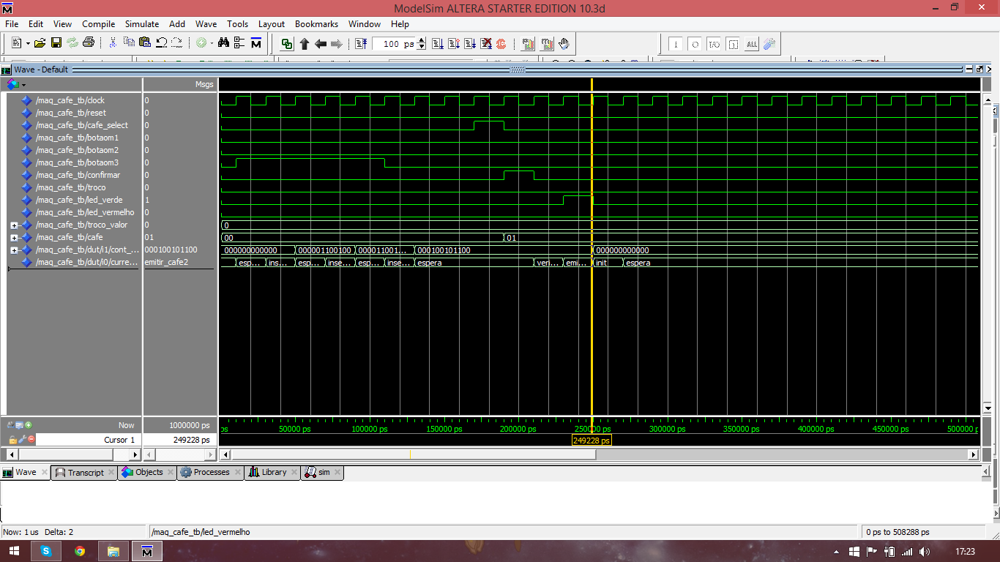 ModelSim ALTERA STARTER EDITION 10.3d
File Edit View Compile Simulate Add Wave Tools Layout Bookmarks Window Help
100 ps
Wave - Default
Msgs
/maq_cafe_tb/clock 0
/maq_cafe_tb/reset 0
/maq_cafe_tb/cafe_select 0
/maq_cafe_tb/botaom1 0
/maq_cafe_tb/botaom2 0
/maq_cafe_tb/botaom3 0
/maq_cafe_tb/confirmar 0
/maq_cafe_tb/troco 0
/maq_cafe_tb/led_verde 1
/maq_cafe_tb/led_vermelho 0
/maq_cafe_tb/troco_valor 0 0
/maq_cafe_tb/cafe 01 00 01
/maq_cafe_tb/dut/i1/cont_... 000100101100 000000000000 000001100100 000011001... 000100101100 000000000000
/maq_cafe_tb/dut/i0/curre... emitir_cafe2 esp... ins... esp... inse... esp... inse... espera veri... emi... init espera
Now 1000000 ps ps 50000 ps 100000 ps 150000 ps 200000 ps 250000 ps 300000 ps 350000 ps 400000 ps 450000 ps 500000 p
Cursor 1 249228 ps 249228 ps
Wave Transcript Objects Processes Library sim
Now: 1 us Delta: 2 /maq_cafe_tb/led_vermelho 0 ps to 508288 ps
17:23